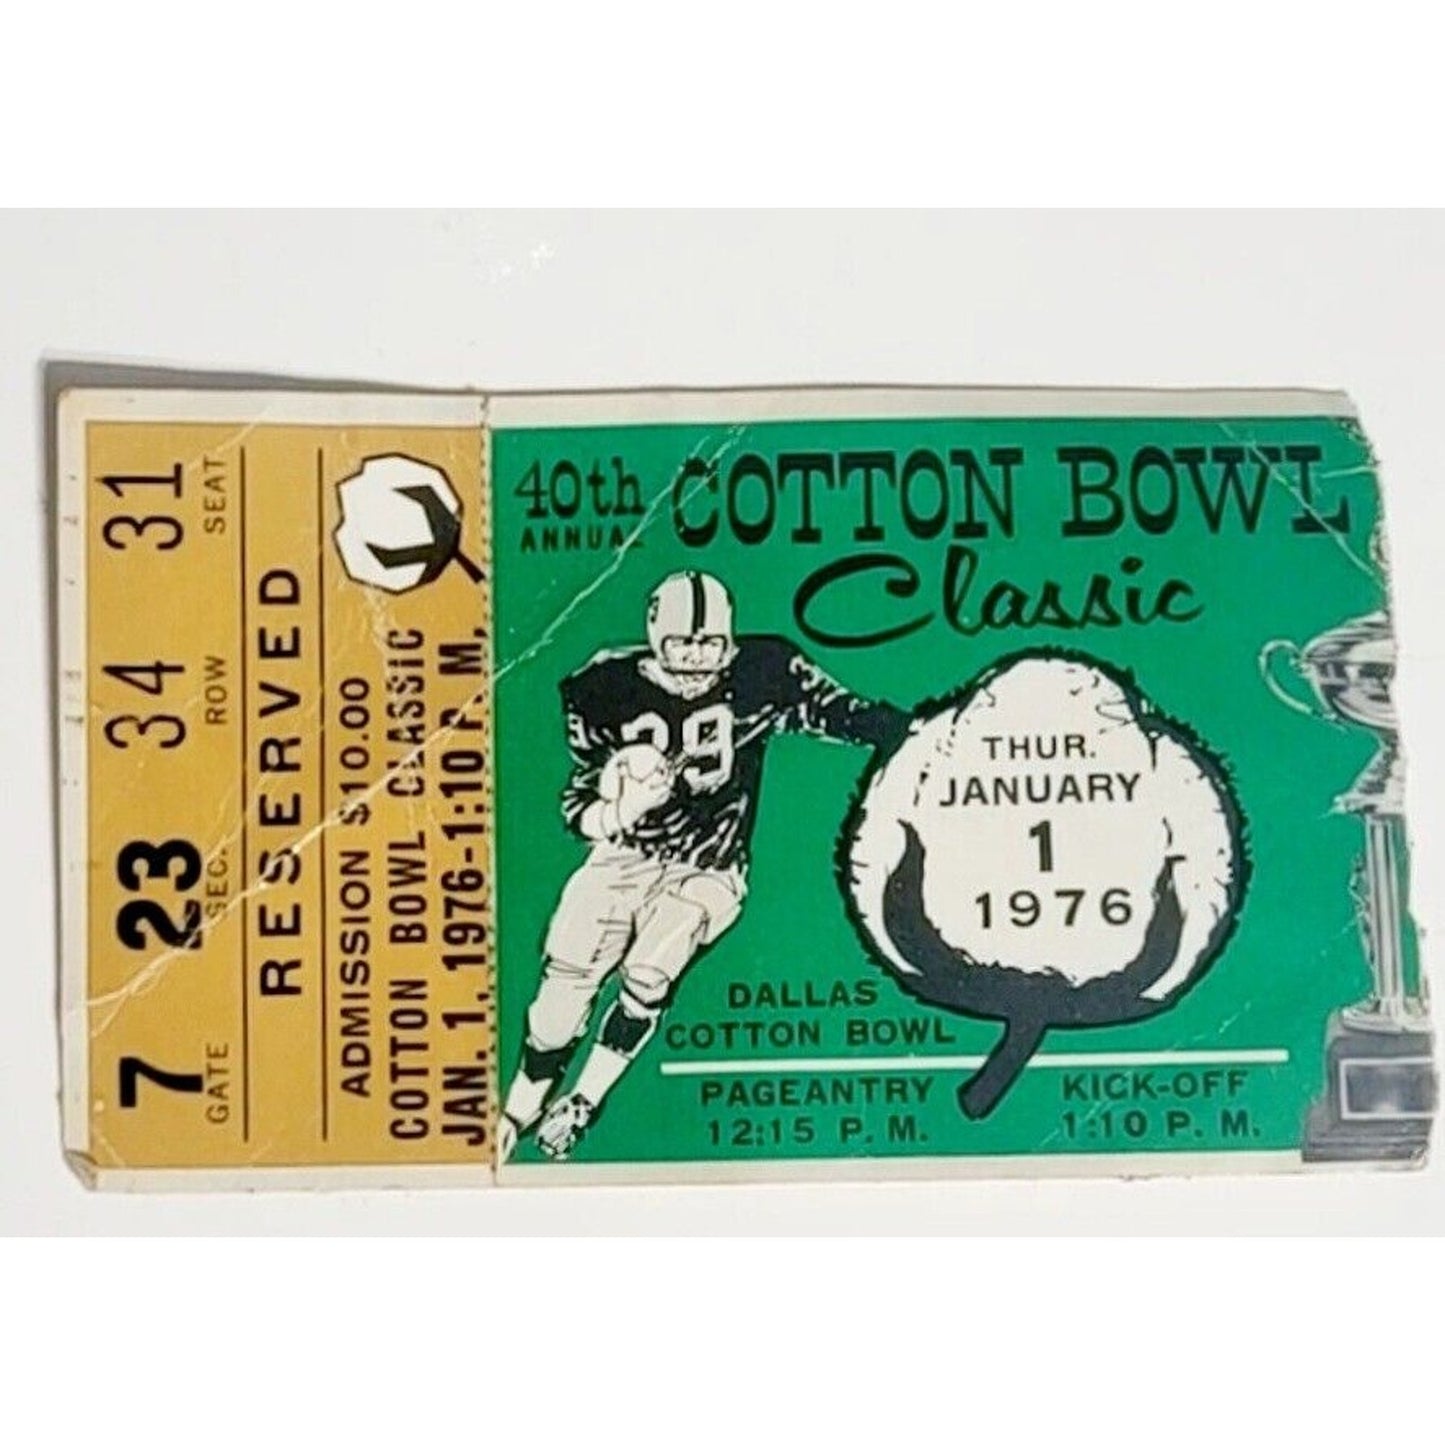 31
SEAT
34
ROW
23
SEC.
7
GATE
RESERVED
ADMISSION $10.00
COTTON BOWL CLASSIC
JAN. 1, 1976-1:10 P. M.
40th
ANNUAL
COTTON BOWL
Classic
39
THUR.
JANUARY
1
1976
DALLAS
COTTON BOWL
PAGEANTRY
12:15 P. M.
KICK-OFF
1:10 P. M.